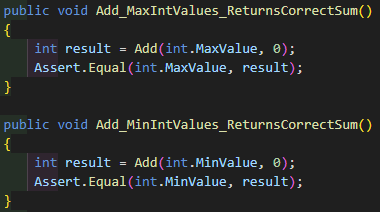 public void Add_MaxIntValues_ReturnsCorrectSum()
{
    int result = Add(int.MaxValue, 0);
    Assert.Equal(int.MaxValue, result);
}

public void Add_MinIntValues_ReturnsCorrectSum()
{
    int result = Add(int.MinValue, 0);
    Assert.Equal(int.MinValue, result);
}